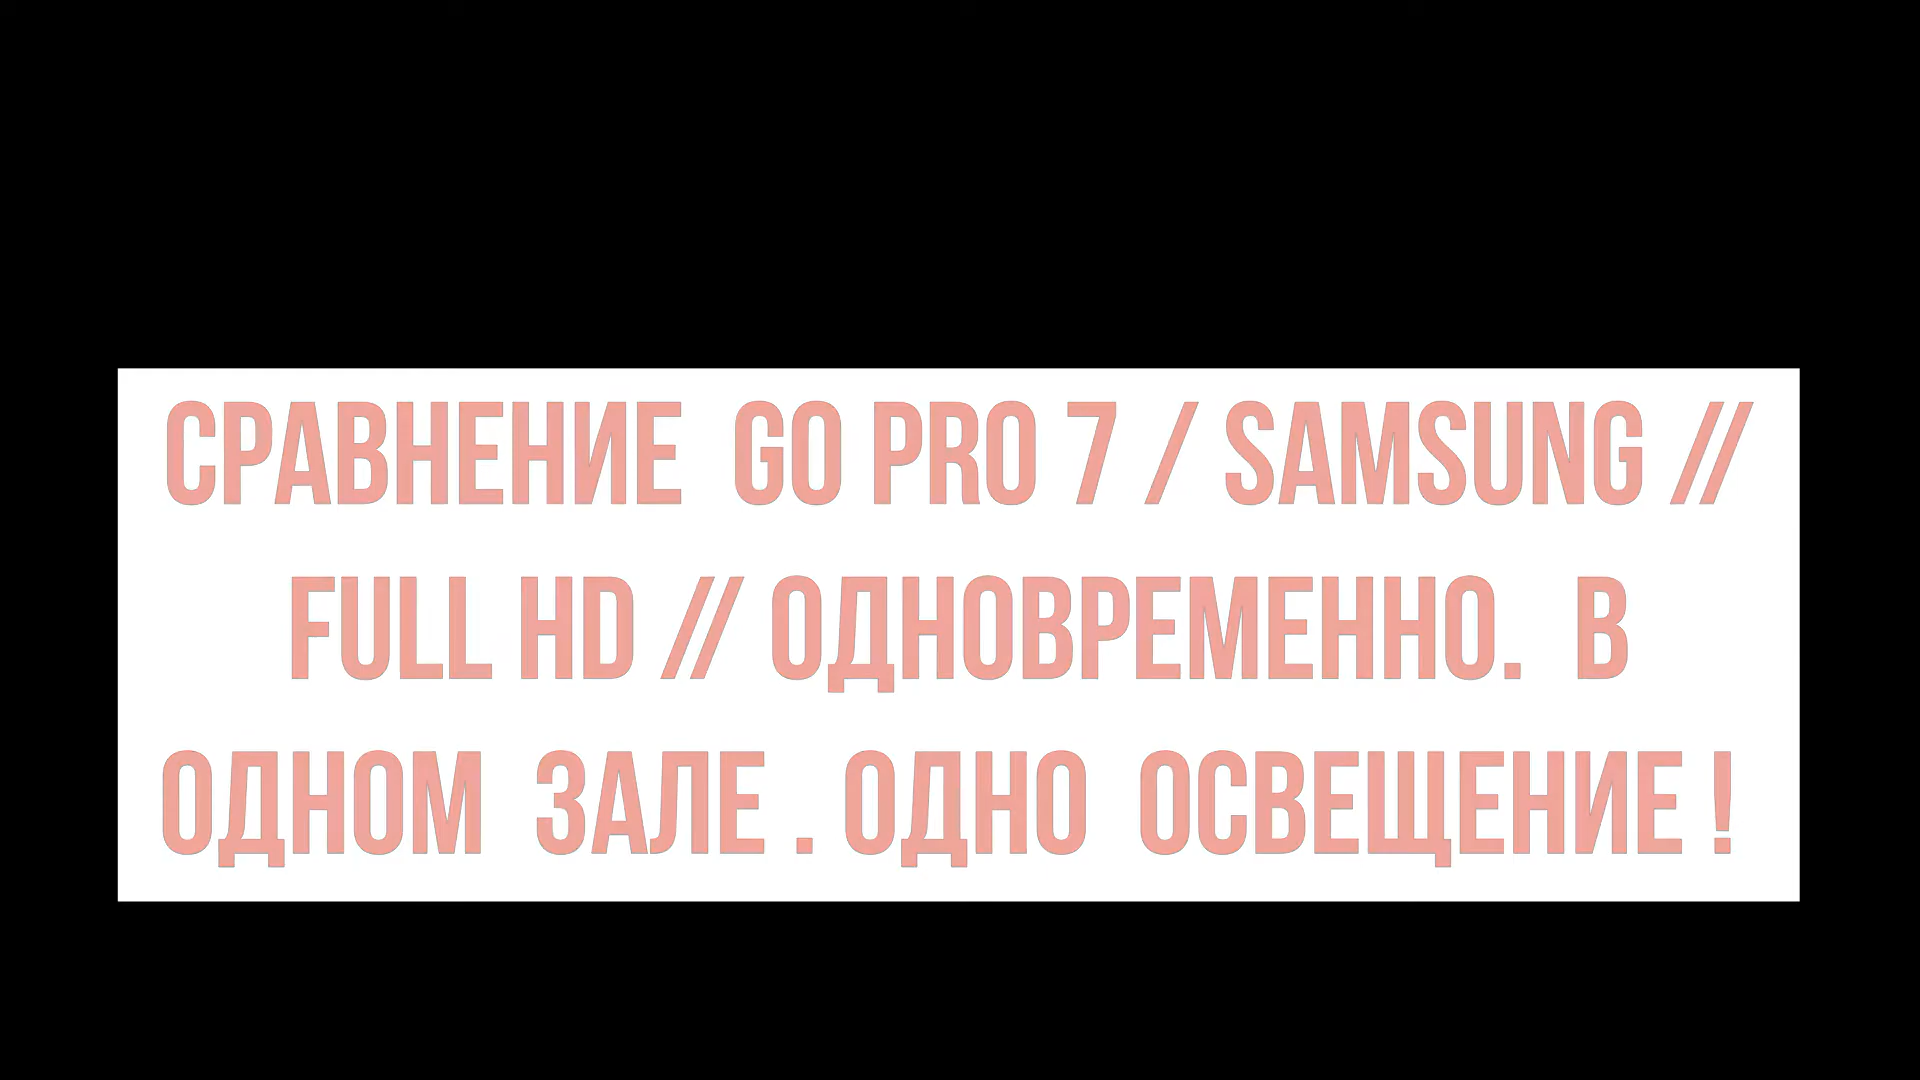 СРАВНЕНИЕ GO PRO 7 / SAMSUNG //
FULL HD // ОДНОВРЕМЕННО. В
ОДНОМ ЗАЛЕ . ОДНО ОСВЕЩЕНИЕ !